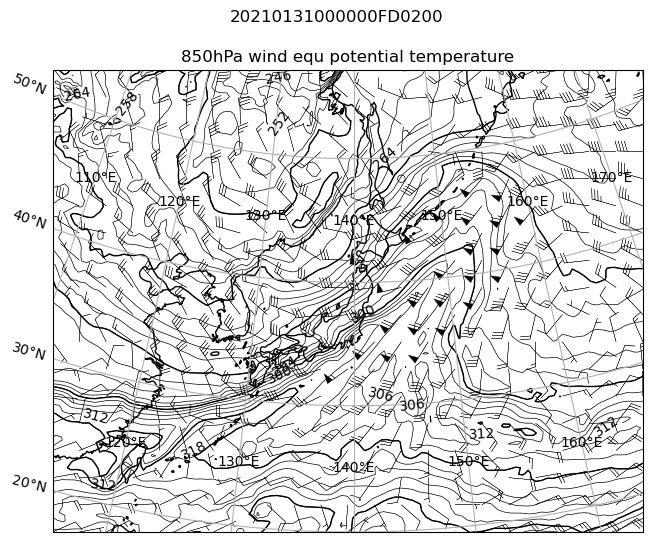 20210131000000FD0200
850hPa wind equ potential temperature
50°N
246
264
258
252
264
110°E
170°E
120°E
160°E
130°E
140°E
150°E
40°N
300
30°N
300
306
306
312
312
312
120°E
160°E
318
130°E
150°E
140°E
20°N
312